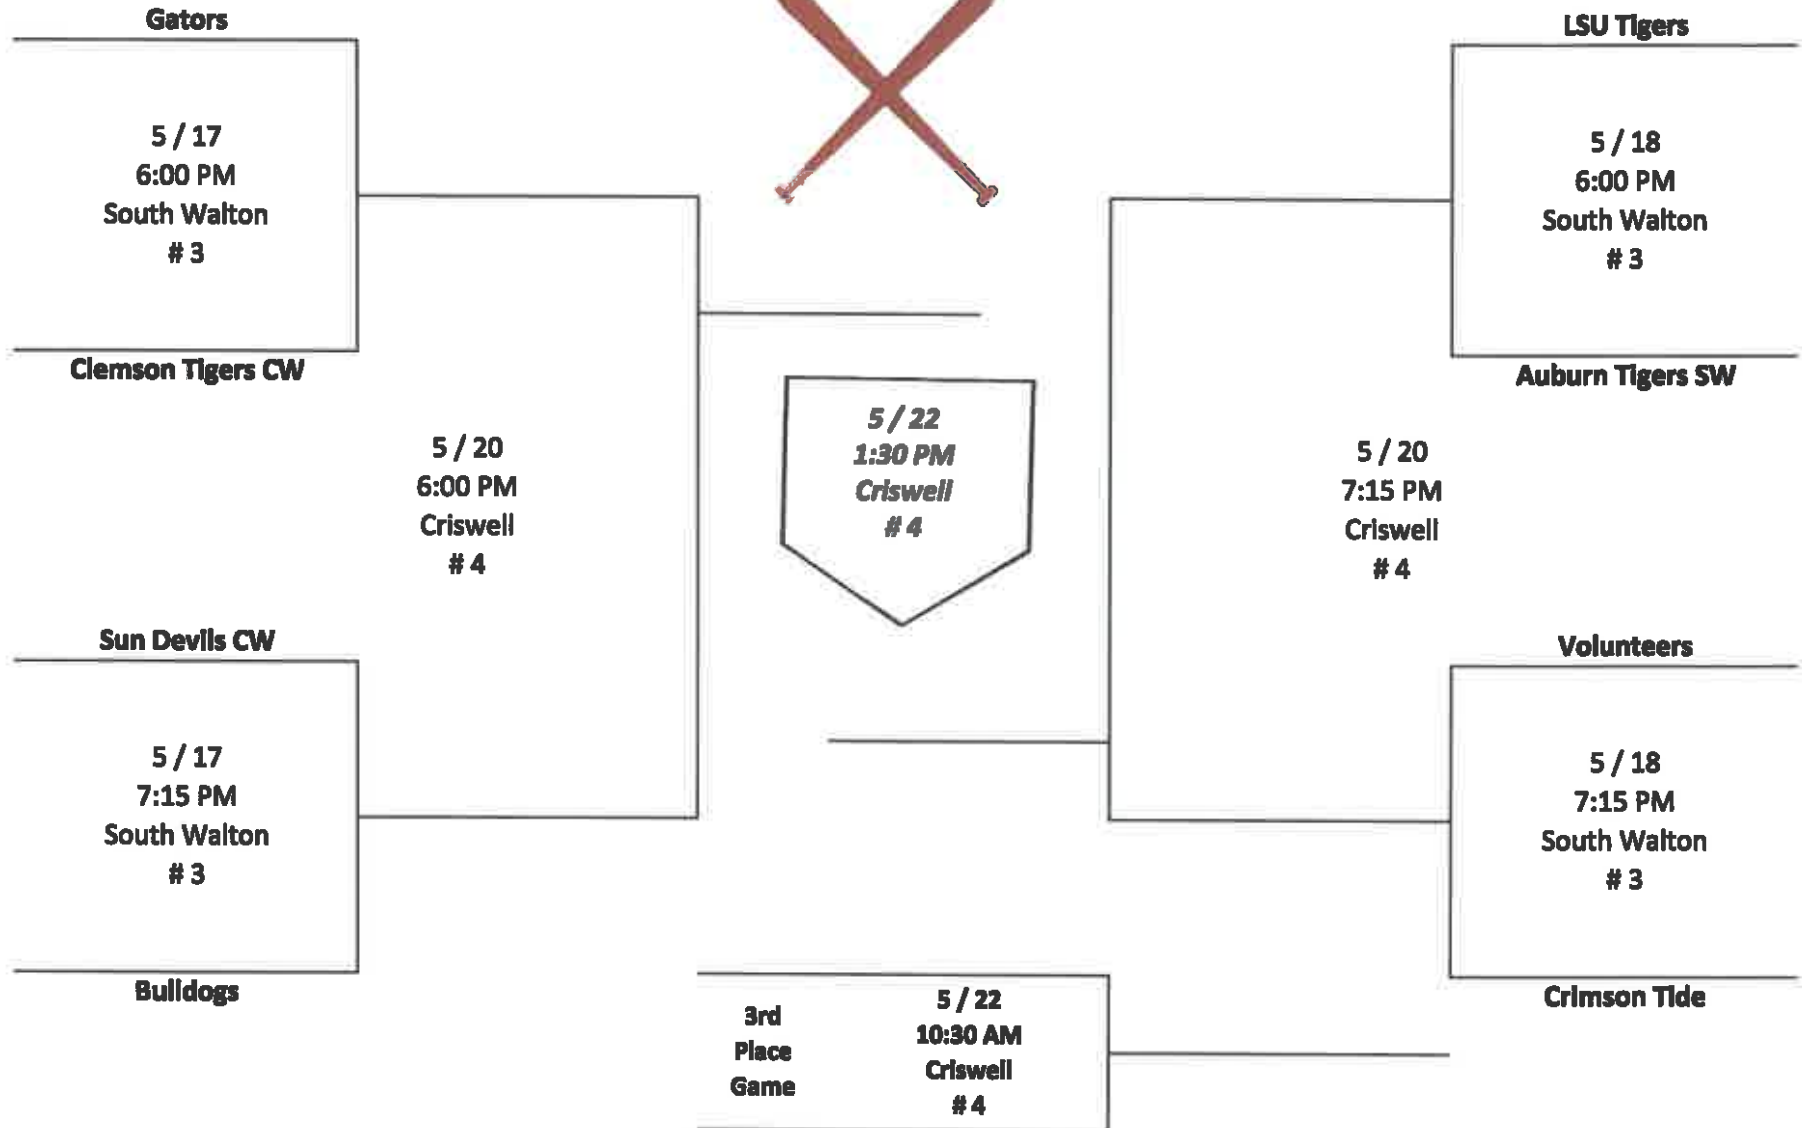 Gators
5 / 17
6:00 PM
South Walton
# 3
Clemson Tigers CW
5 / 20
6:00 PM
Criswell
# 4
Sun Devils CW
5 / 17
7:15 PM
South Walton
# 3
Bulldogs
5 / 22
1:30 PM
Criswell
# 4
3rd
Place
Game
5 / 22
10:30 AM
Criswell
# 4
LSU Tigers
5 / 18
6:00 PM
South Walton
# 3
Auburn Tigers SW
5 / 20
7:15 PM
Criswell
# 4
Volunteers
5 / 18
7:15 PM
South Walton
# 3
Crimson Tide